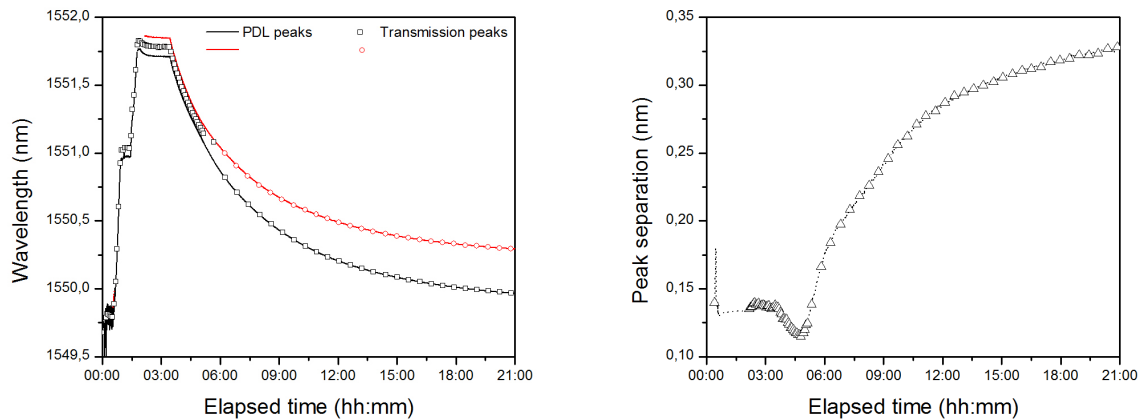 1552,0
1551,5
1551,0
1550,5
1550,0
1549,5
Wavelength (nm)
PDL peaks
Transmission peaks
00:00 03:00 06:00 09:00 12:00 15:00 18:00 21:00
Elapsed time (hh:mm)
0,35
0,30
0,25
0,20
0,15
0,10
Peak separation (nm)
00:00 03:00 06:00 09:00 12:00 15:00 18:00 21:00
Elapsed time (hh:mm)